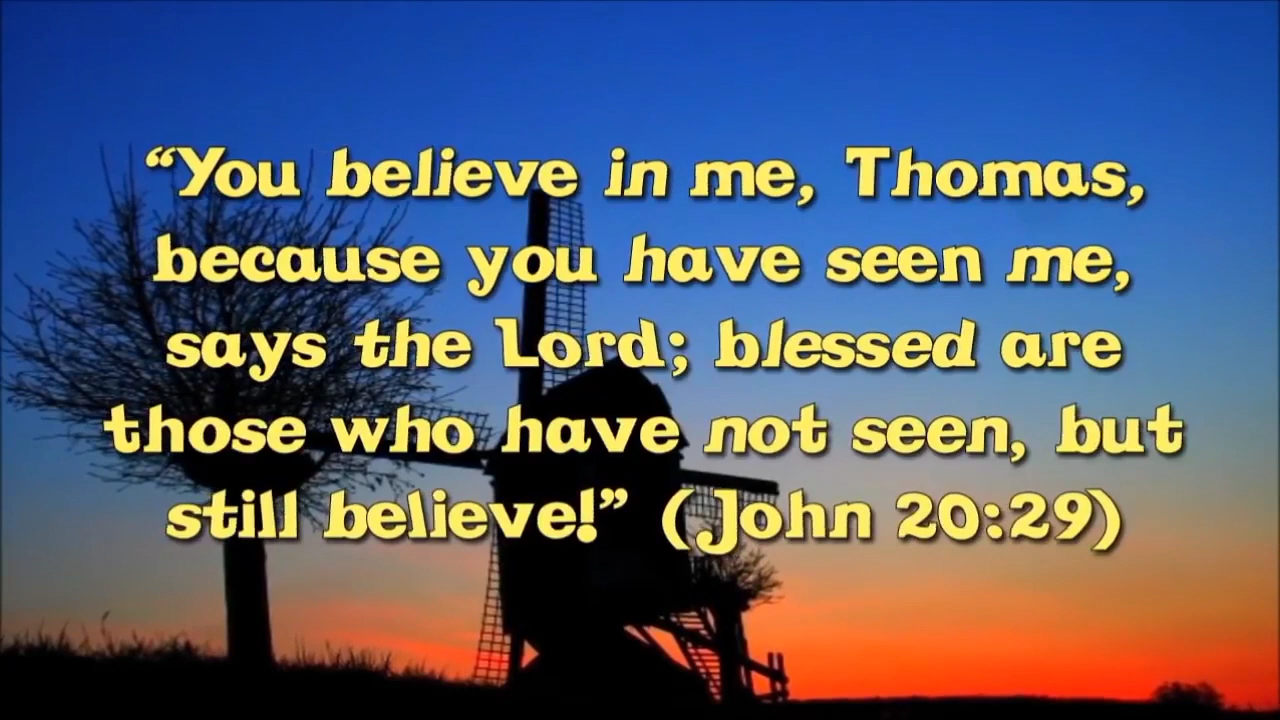 “You believe in me, Thomas,
because you have seen me,
says the Lord; blessed are
those who have not seen, but
still believe!” (John 20:29)